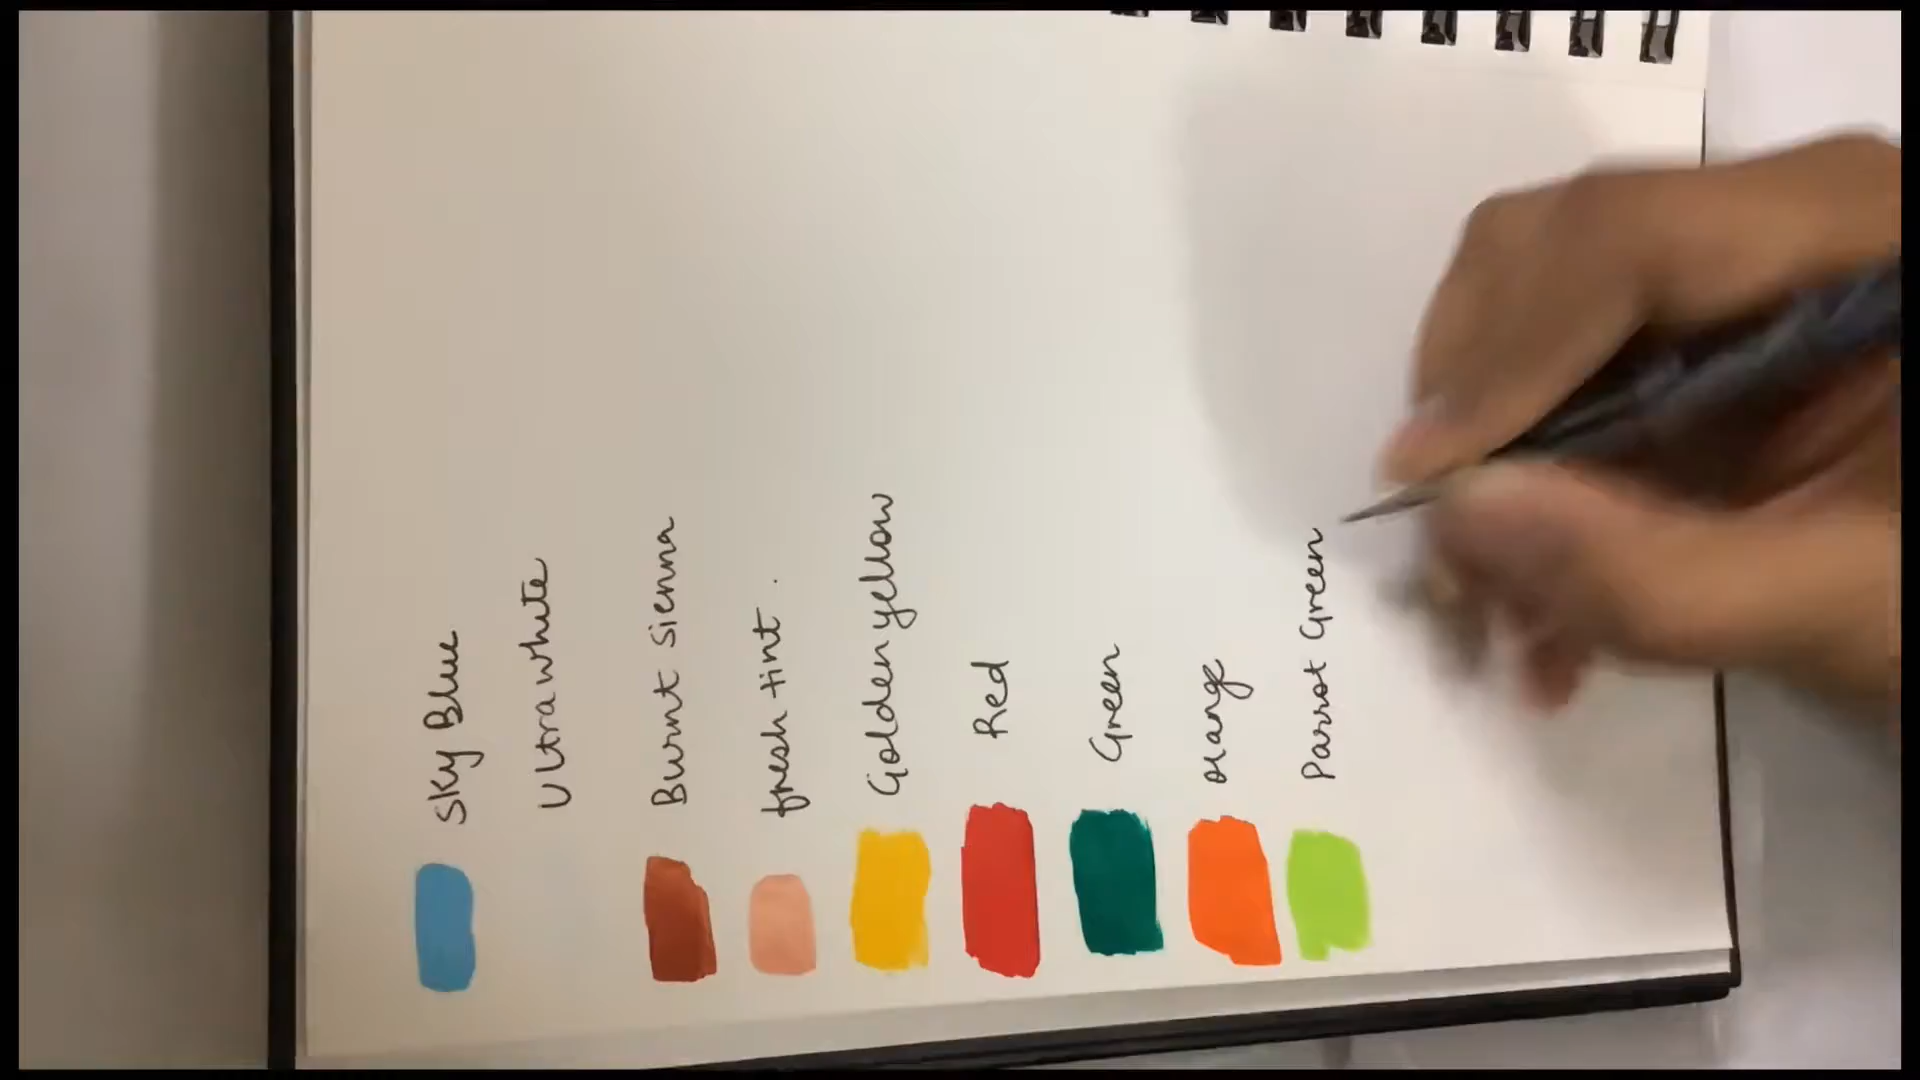 Sky Blue
Ultra white
Burnt Sienna
fresh tint.
Golden yellow
Red
Green
orange
Parrot Green